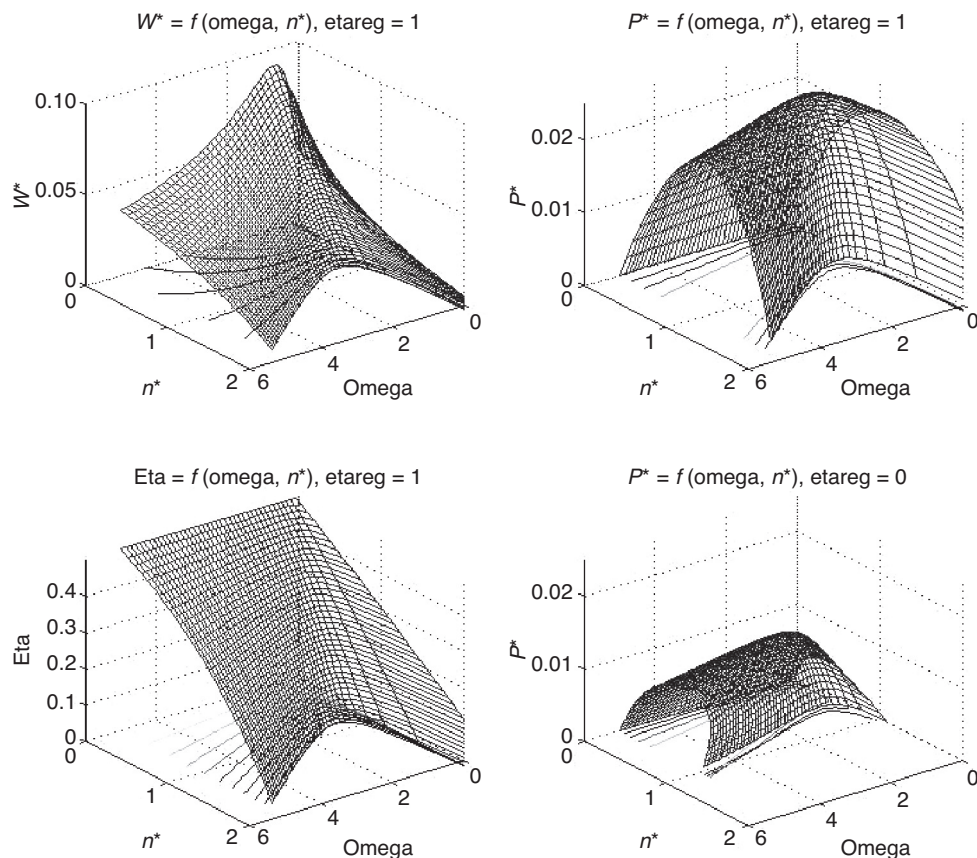 W* = f (omega, n*), etareg = 1
0.10
0.05
0
W*
0
1
2
n*
6
4
2
0
Omega
P* = f (omega, n*), etareg = 1
0.02
0.01
0
P*
0
1
2
n*
6
4
2
0
Omega
Eta = f (omega, n*), etareg = 1
0.4
0.3
0.2
0.1
0
Eta
0
1
2
n*
6
4
2
0
Omega
P* = f (omega, n*), etareg = 0
0.02
0.01
0
P*
0
1
2
n*
6
4
2
0
Omega